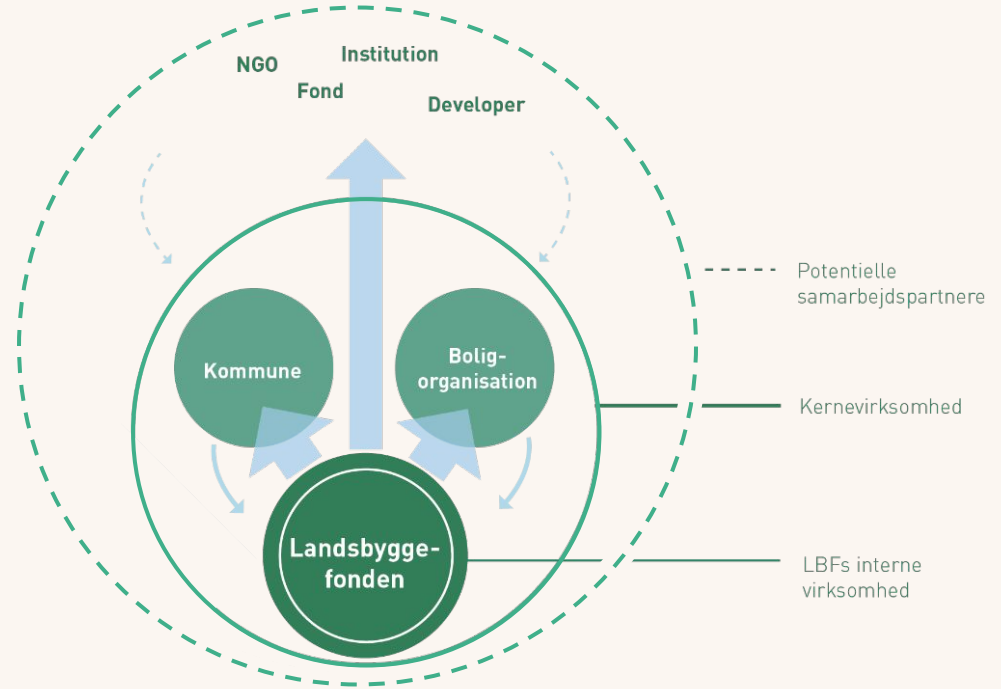 Institution
NGO
Fond
Developer
Potentielle
samarbejdspartnere
Kommune
Bolig-
organisation
Kernevirksomhed
Landsbygge-
fonden
LBFs interne
virksomhed